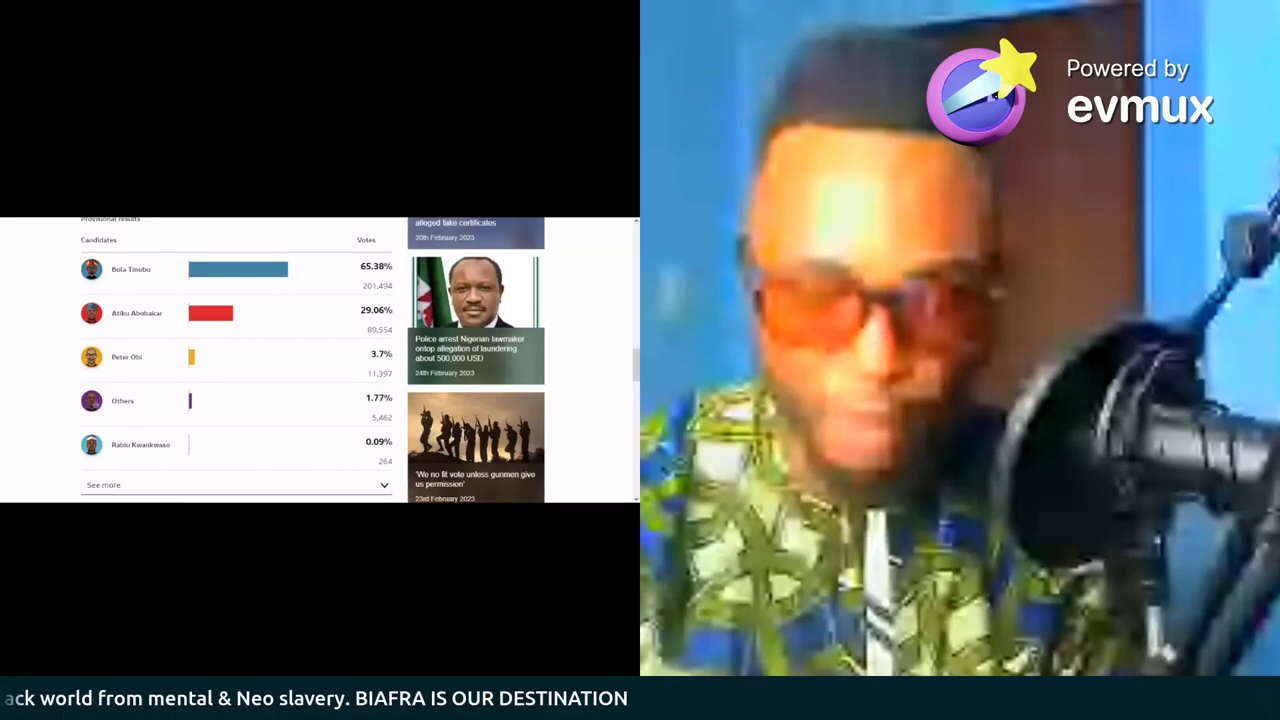 Powered by
evmux
Provisional results
Candidates Votes
Bola Tinubu 65.38%
201,494
Atiku Abubakar 29.06%
89,554
Peter Obi 3.7%
11,397
Others 1.77%
5,462
Rabiu Kwankwaso 0.09%
264
See more
alleged fake certificates
20th February 2023
Police arrest Nigerian lawmaker
ontop allegation of laundering
about 500,000 USD
24th February 2023
'We no fit vote unless gunmen give
us permission'
23rd February 2023
ack world from mental & Neo slavery. BIAFRA IS OUR DESTINATION